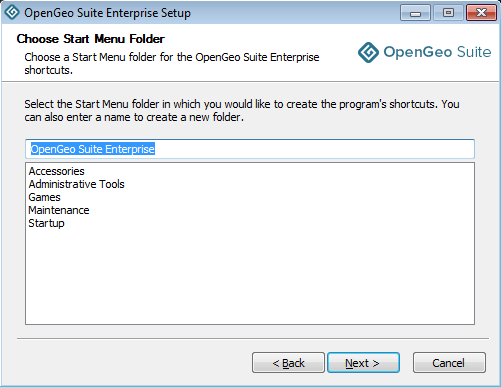 OpenGeo Suite Enterprise Setup
Choose Start Menu Folder
Choose a Start Menu folder for the OpenGeo Suite Enterprise
shortcuts.
OpenGeo Suite
Select the Start Menu folder in which you would like to create the program's shortcuts. You
can also enter a name to create a new folder.
OpenGeo Suite Enterprise
Accessories
Administrative Tools
Games
Maintenance
Startup
< Back
Next >
Cancel